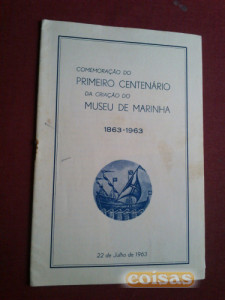 COMEMORAÇÃO DO
PRIMEIRO CENTENÁRIO
DA CRIAÇÃO DO
MUSEU DE MARINHA
1863-1963
22 de Julho de 1963
coisas